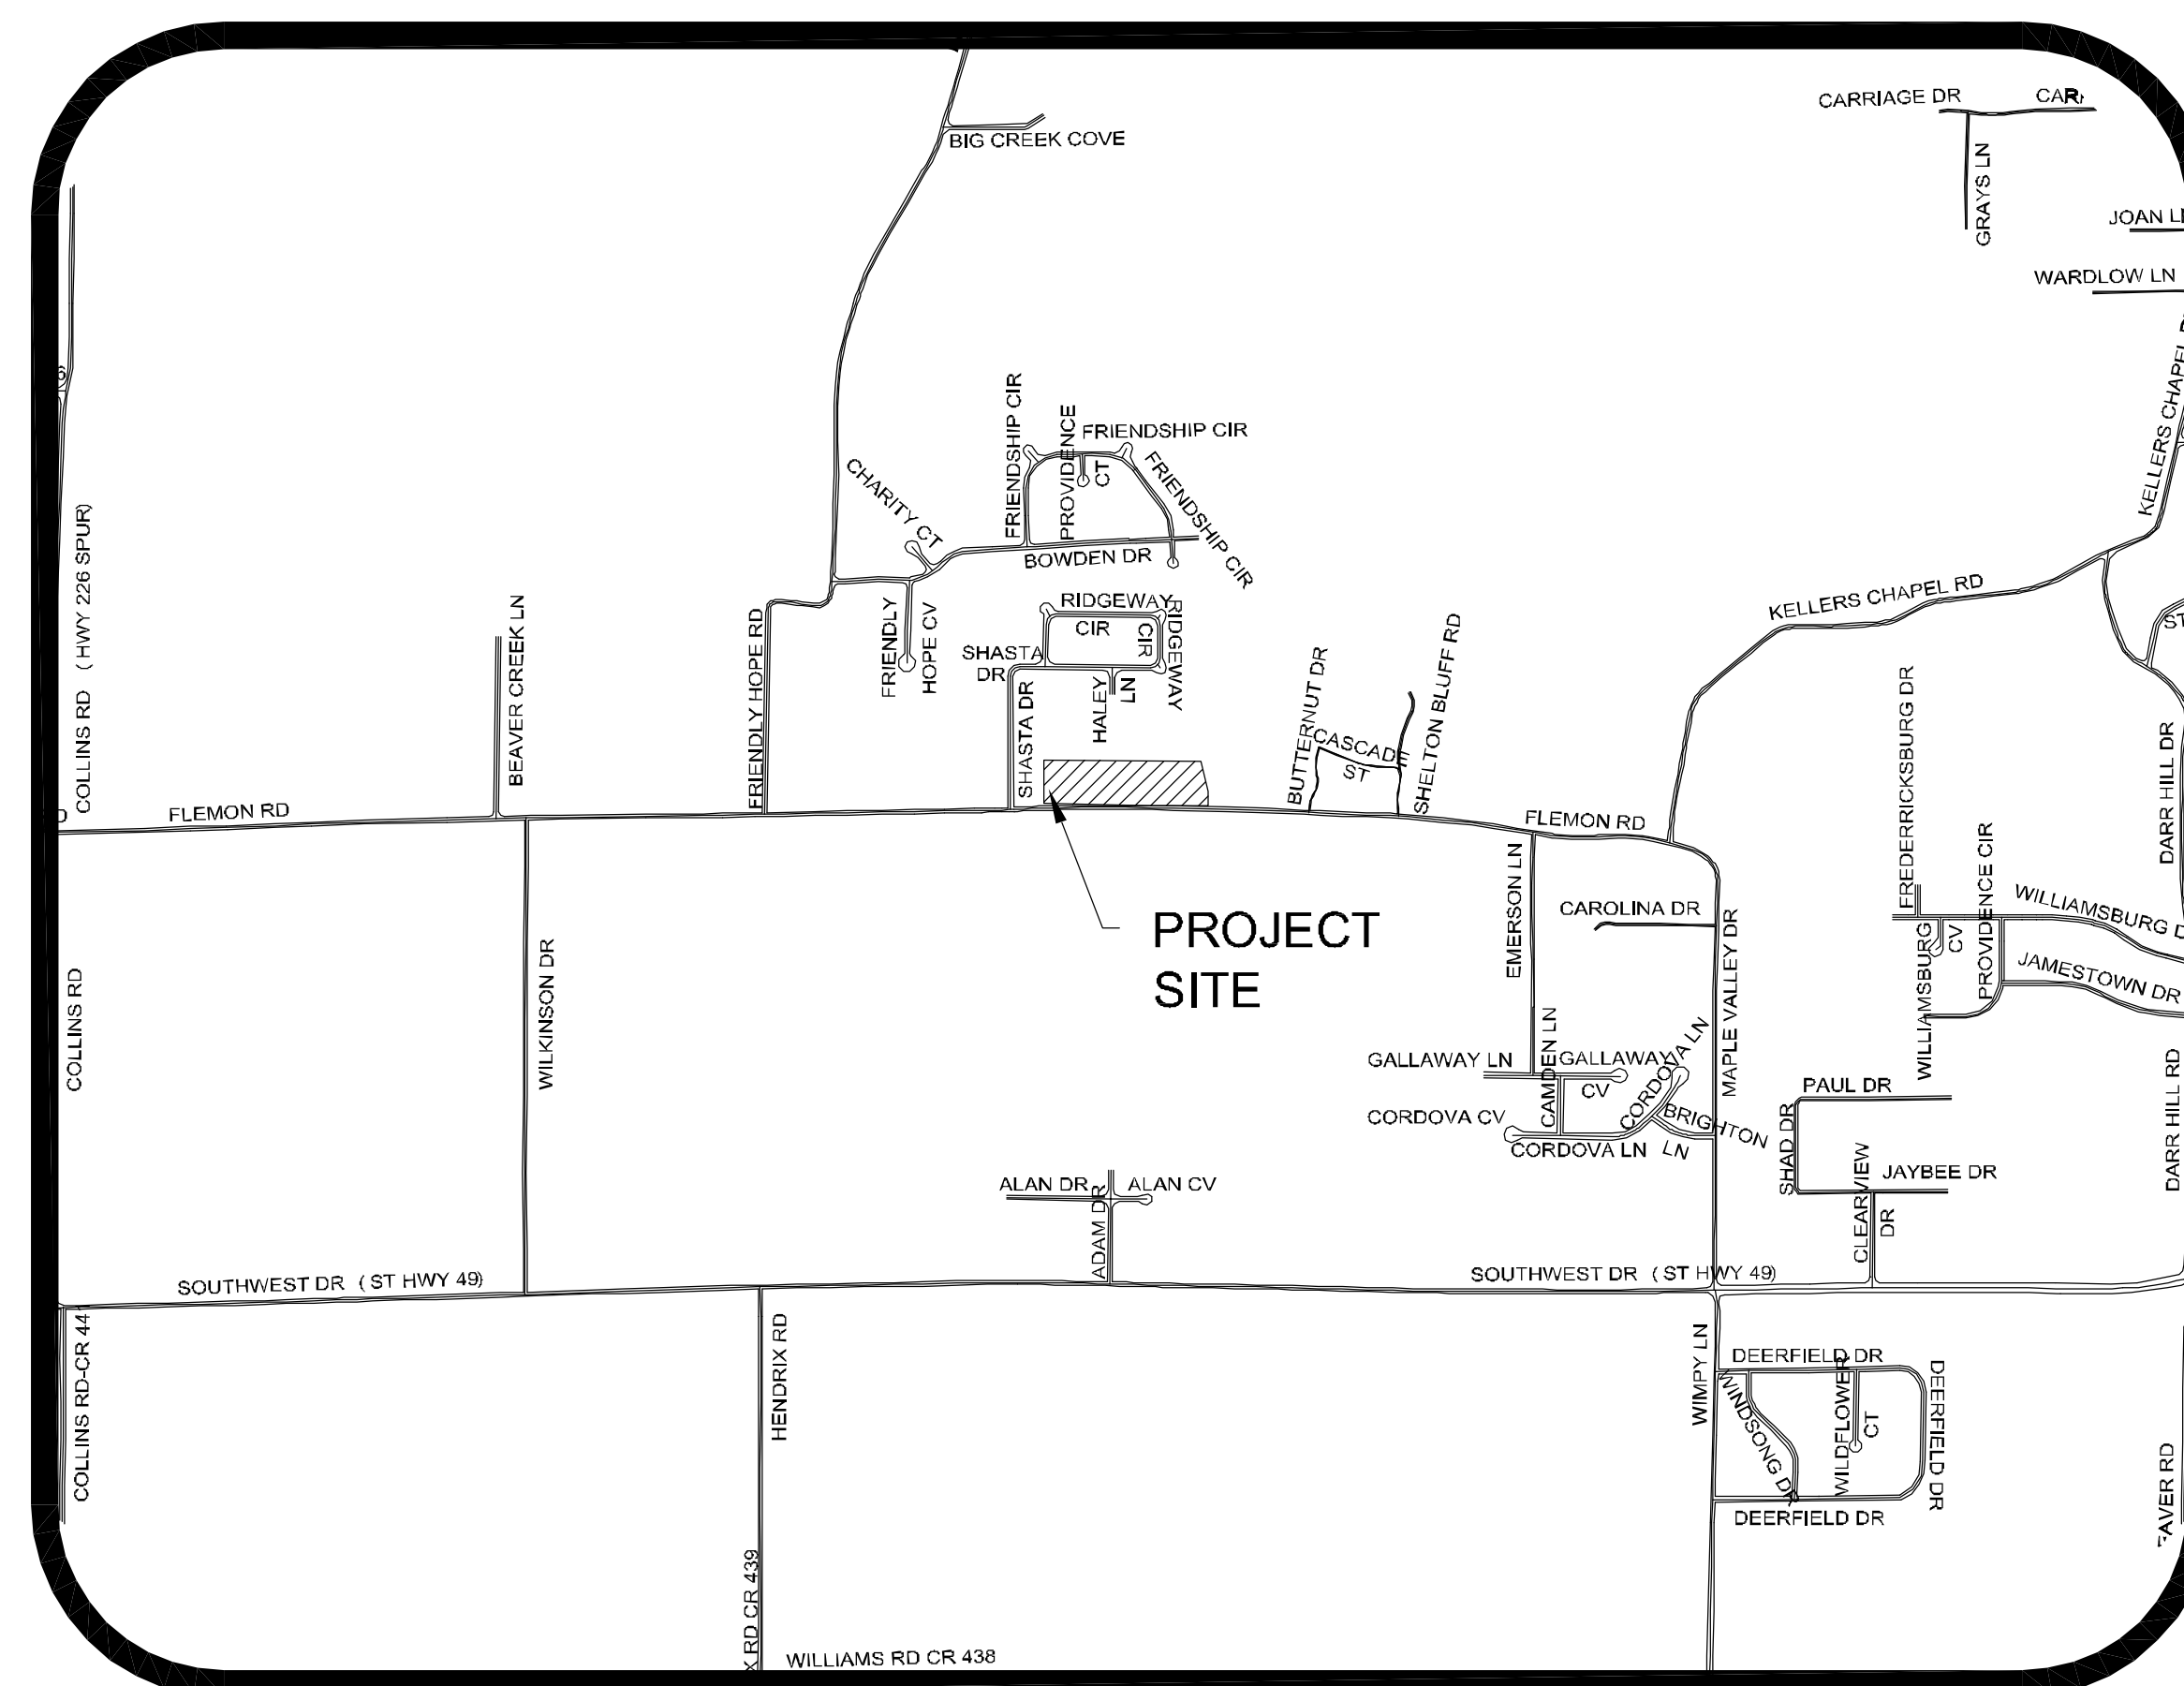 CARRIAGE DR
BIG CREEK COVE
GRAYS LN
WARDLOW LN
FRIENDSHIP CIR
PROVIDENCE
CT
FRIENDSHIP CIR
FRIENDSHIP CIR
CHARITY CT
KELLERS CHAPEL
COLLINS RD ( HWY 226 SPUR)
BOWDEN DR
KELLERS CHAPEL RD
BEAVER CREEK LN
FRIENDLY HOPE RD
FRIENDLY
HOPE CV
RIDGEWAY
CIR
RIDGEWAY
CIR
SHASTA
DR
SHASTA DR
HALEY
LN
BUTTERNUT DR
CASCADE
ST
SHELTON BLUFF RD
FREDERRICKSBURG DR
DARR HILL DR
FLEMON RD
FLEMON RD
PROJECT
SITE
EMERSON LN
CAROLINA DR
MAPLE VALLEY DR
WILLIAMSBURG
CV
PROVIDENCE CIR
WILLIAMSBURG D
JAMESTOWN DR
COLLINS RD
WILKINSON DR
GALLAWAY LN
CAMDEN LN
GALLAWAY
CV
CORDOVA LN
CORDOVA CV
CORDOVA LN
BRIGHTON
LN
PAUL DR
SHAD DR
JAYBEE DR
CLEARVIEW
DR
DARR HILL RD
ALAN DR
ALAN CV
ADAM DR
SOUTHWEST DR ( ST HWY 49)
SOUTHWEST DR ( ST HWY 49)
COLLINS RD-CR 44
HENDRIX RD
WIMPY LN
DEERFIELD DR
WINDSONG DR
WILDFLOWER
CT
DEERFIELD DR
DEERFIELD DR
RD CR 439
WILLIAMS RD CR 438